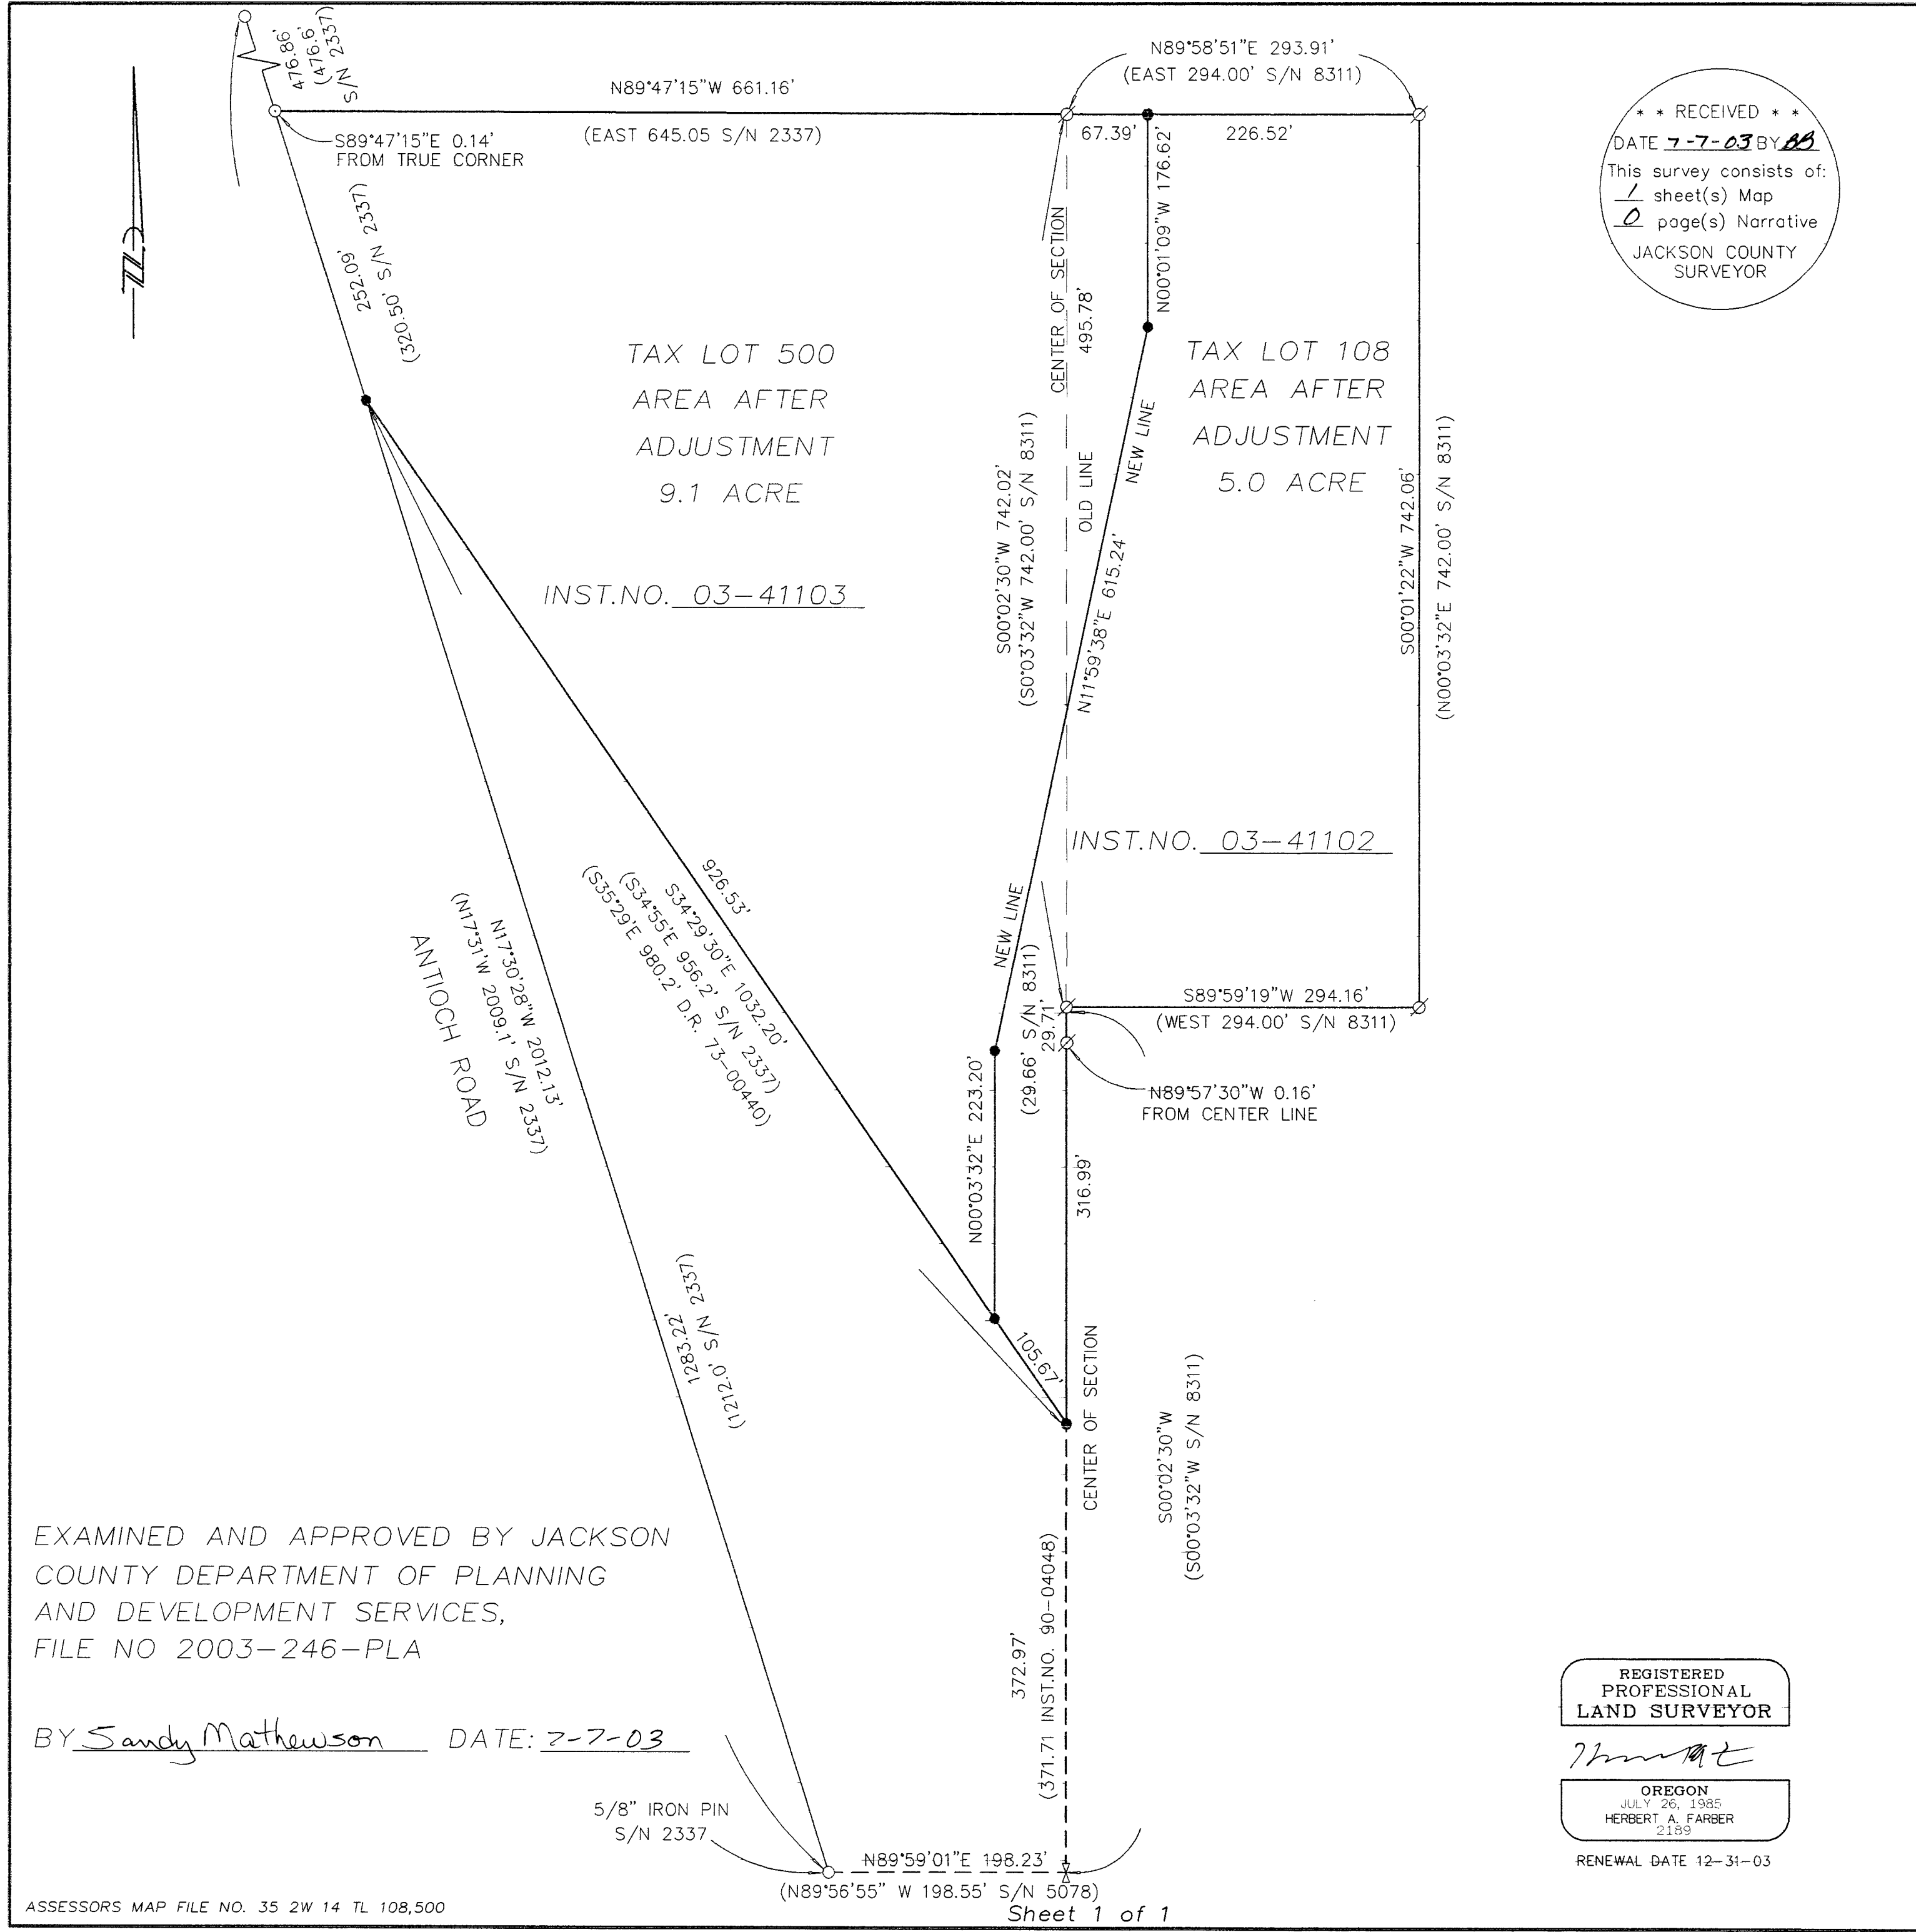 476.86'
(476.6'
S/N 2337)
N89°47'15"W 661.16'
(EAST 645.05 S/N 2337)
S89°47'15"E 0.14'
FROM TRUE CORNER
N89°58'51"E 293.91'
(EAST 294.00' S/N 8311)
67.39'
226.52'
* * RECEIVED * *
DATE 7-7-03 BY BB
This survey consists of:
1 sheet(s) Map
0 page(s) Narrative
JACKSON COUNTY
SURVEYOR
252.09'
(320.50' S/N 2337)
N00°01'09"W 176.62'
CENTER OF SECTION
495.78'
TAX LOT 500
AREA AFTER
ADJUSTMENT
9.1 ACRE
INST.NO. 03-41103
TAX LOT 108
AREA AFTER
ADJUSTMENT
5.0 ACRE
NEW LINE
OLD LINE
S00°02'30"W 742.02'
(S0°03'32"W 742.00' S/N 8311)
N11°59'38"E 615.24'
S00°01'22"W 742.06'
(N00°03'32"E 742.00' S/N 8311)
INST.NO. 03-41102
926.53'
S34°29'30"E 1032.20'
(S34°55'E 956.2' S/N 2337)
(S35°29'E 980.2' D.R. 73-00440)
NEW LINE
(29.66' S/N 8311)
29.71'
S89°59'19"W 294.16'
(WEST 294.00' S/N 8311)
N89°57'30"W 0.16'
FROM CENTER LINE
N17°30'28"W 2012.13'
(N17°31'W 2009.1' S/N 2337)
ANTIOCH ROAD
N00°03'32"E 223.20'
316.99'
1283.22'
(1212.0' S/N 2337)
105.67'
CENTER OF SECTION
S00°02'30"W
(S00°03'32"W S/N 8311)
EXAMINED AND APPROVED BY JACKSON
COUNTY DEPARTMENT OF PLANNING
AND DEVELOPMENT SERVICES,
FILE NO 2003-246-PLA
BY Sandy Mathewson DATE: 7-7-03
372.97'
(371.71 INST.NO. 90-04048)
5/8" IRON PIN
S/N 2337
N89°59'01"E 198.23'
(N89°56'55" W 198.55' S/N 5078)
REGISTERED
PROFESSIONAL
LAND SURVEYOR
OREGON
JULY 26, 1985
HERBERT A. FARBER
2189
RENEWAL DATE 12-31-03
ASSESSORS MAP FILE NO. 35 2W 14 TL 108,500
Sheet 1 of 1